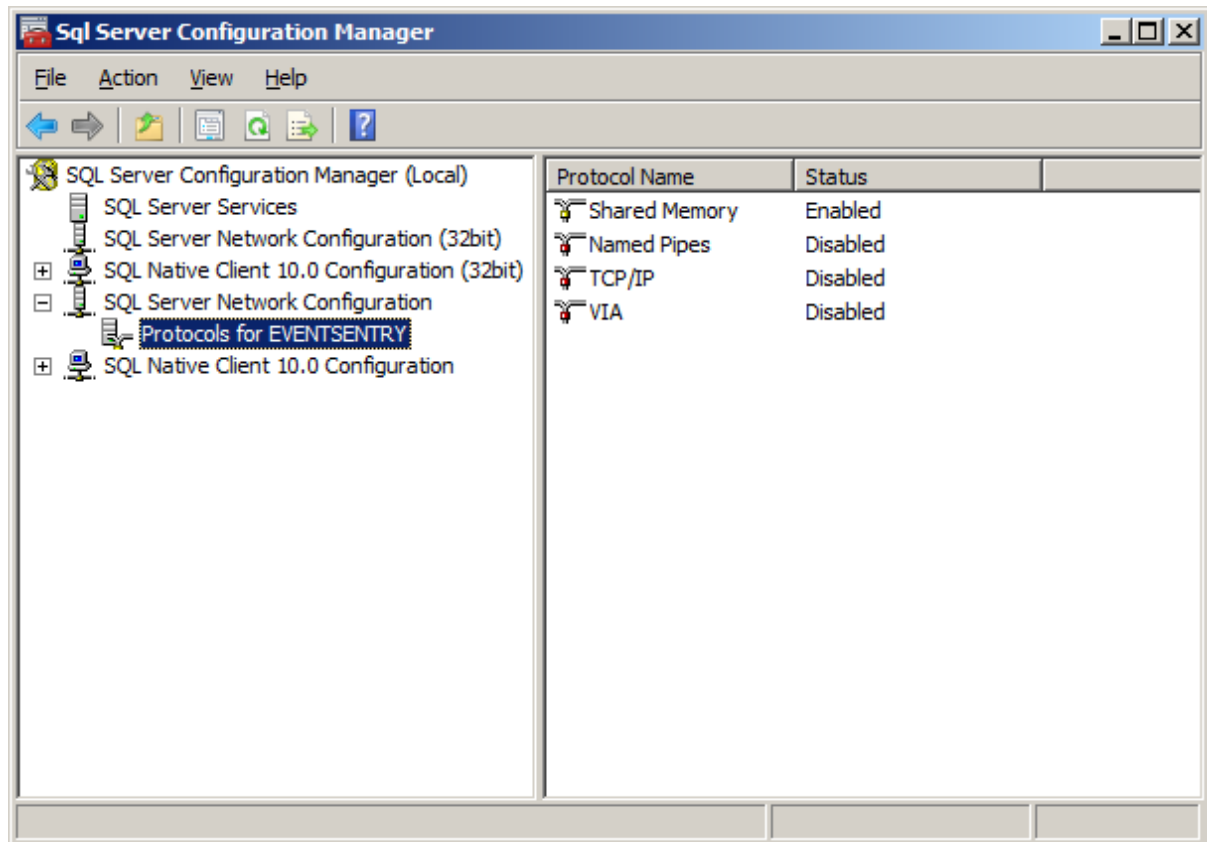 Sql Server Configuration Manager
File Action View Help
SQL Server Configuration Manager (Local)
SQL Server Services
SQL Server Network Configuration (32bit)
SQL Native Client 10.0 Configuration (32bit)
SQL Server Network Configuration
Protocols for EVENTSENTRY
SQL Native Client 10.0 Configuration
Protocol Name Status
Shared Memory Enabled
Named Pipes Disabled
TCP/IP Disabled
VIA Disabled